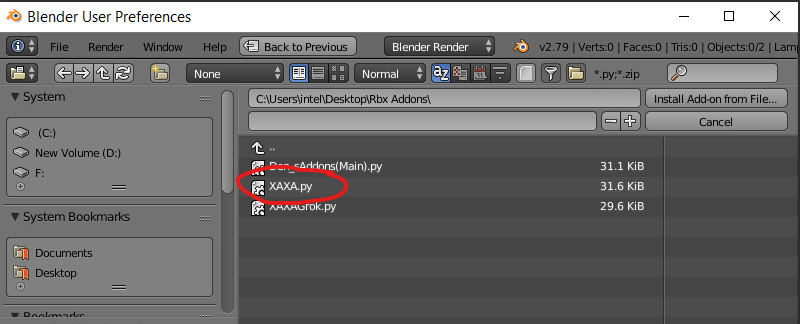 Blender User Preferences
File Render Window Back to Previous Blender Render v2.79 | Verts:0 | Faces:0 | Tris:0 | Objects:0/2 | Lamp
None Normal *.py;*.zip
System
(C:)
New Volume (D:)
F:
System Bookmarks
Documents
Desktop
Bookmarks
C:\Users\intel\Desktop\Rbx Addons\ Install Add-on from File...
Cancel
..
Den_sAddons(Main).py 31.1 KiB
XAXA.py 31.6 KiB
XAXAGrok.py 29.6 KiB